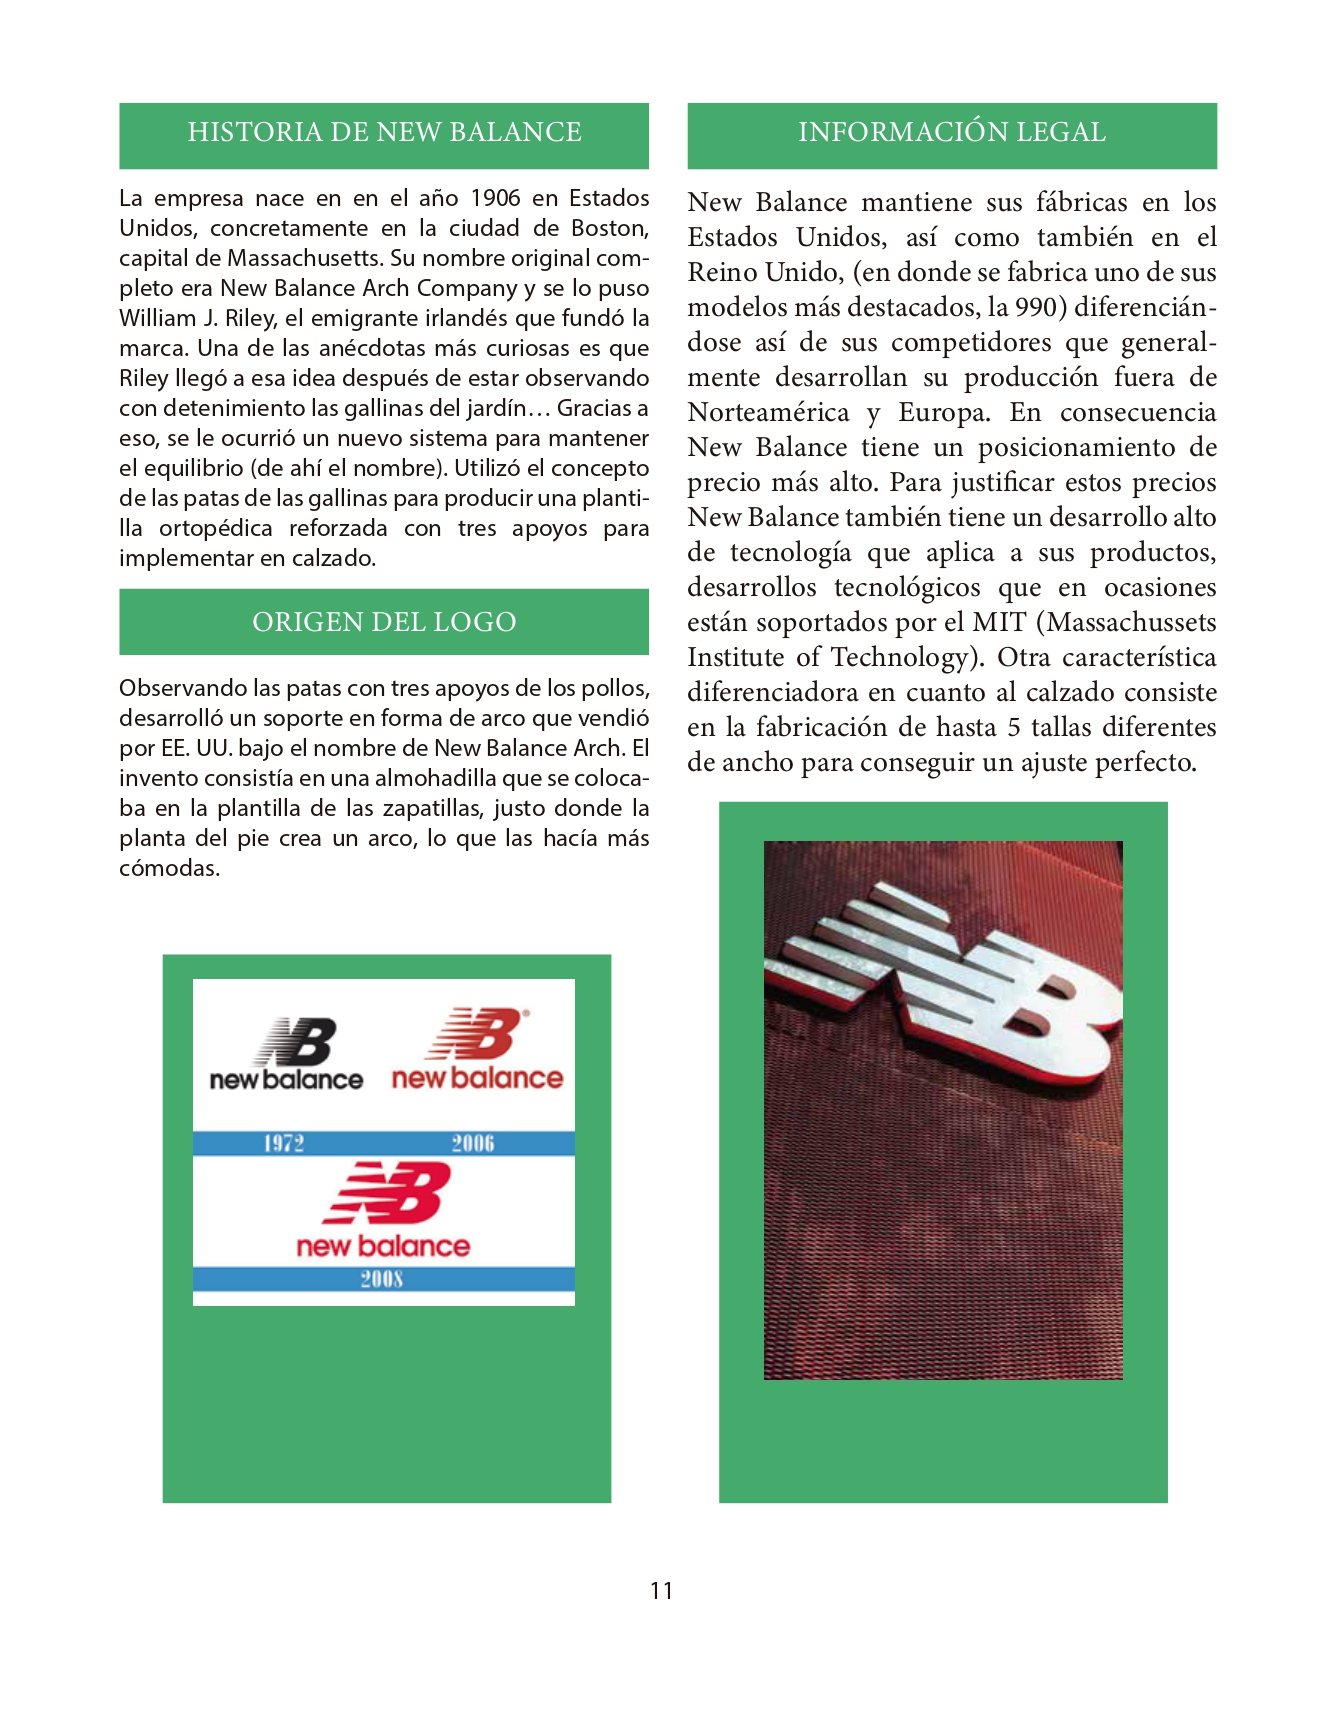 HISTORIA DE NEW BALANCE
La empresa nace en en el año 1906 en Estados
Unidos, concretamente en la ciudad de Boston,
capital de Massachusetts. Su nombre original com-
pleto era New Balance Arch Company y se lo puso
William J. Riley, el emigrante irlandés que fundó la
marca. Una de las anécdotas más curiosas es que
Riley llegó a esa idea después de estar observando
con detenimiento las gallinas del jardín… Gracias a
eso, se le ocurrió un nuevo sistema para mantener
el equilibrio (de ahí el nombre). Utilizó el concepto
de las patas de las gallinas para producir una planti-
lla ortopédica reforzada con tres apoyos para
implementar en calzado.
ORIGEN DEL LOGO
Observando las patas con tres apoyos de los pollos,
desarrolló un soporte en forma de arco que vendió
por EE. UU. bajo el nombre de New Balance Arch. El
invento consistía en una almohadilla que se coloca-
ba en la plantilla de las zapatillas, justo donde la
planta del pie crea un arco, lo que las hacía más
cómodas.
NB
new balance
NB®
new balance
1972
2006
NB
new balance
2008
INFORMACIÓN LEGAL
New Balance mantiene sus fábricas en los
Estados Unidos, así como también en el
Reino Unido, (en donde se fabrica uno de sus
modelos más destacados, la 990) diferencián-
dose así de sus competidores que general-
mente desarrollan su producción fuera de
Norteamérica y Europa. En consecuencia
New Balance tiene un posicionamiento de
precio más alto. Para justificar estos precios
New Balance también tiene un desarrollo alto
de tecnología que aplica a sus productos,
desarrollos tecnológicos que en ocasiones
están soportados por el MIT (Massachussets
Institute of Technology). Otra característica
diferenciadora en cuanto al calzado consiste
en la fabricación de hasta 5 tallas diferentes
de ancho para conseguir un ajuste perfecto.
NB
11